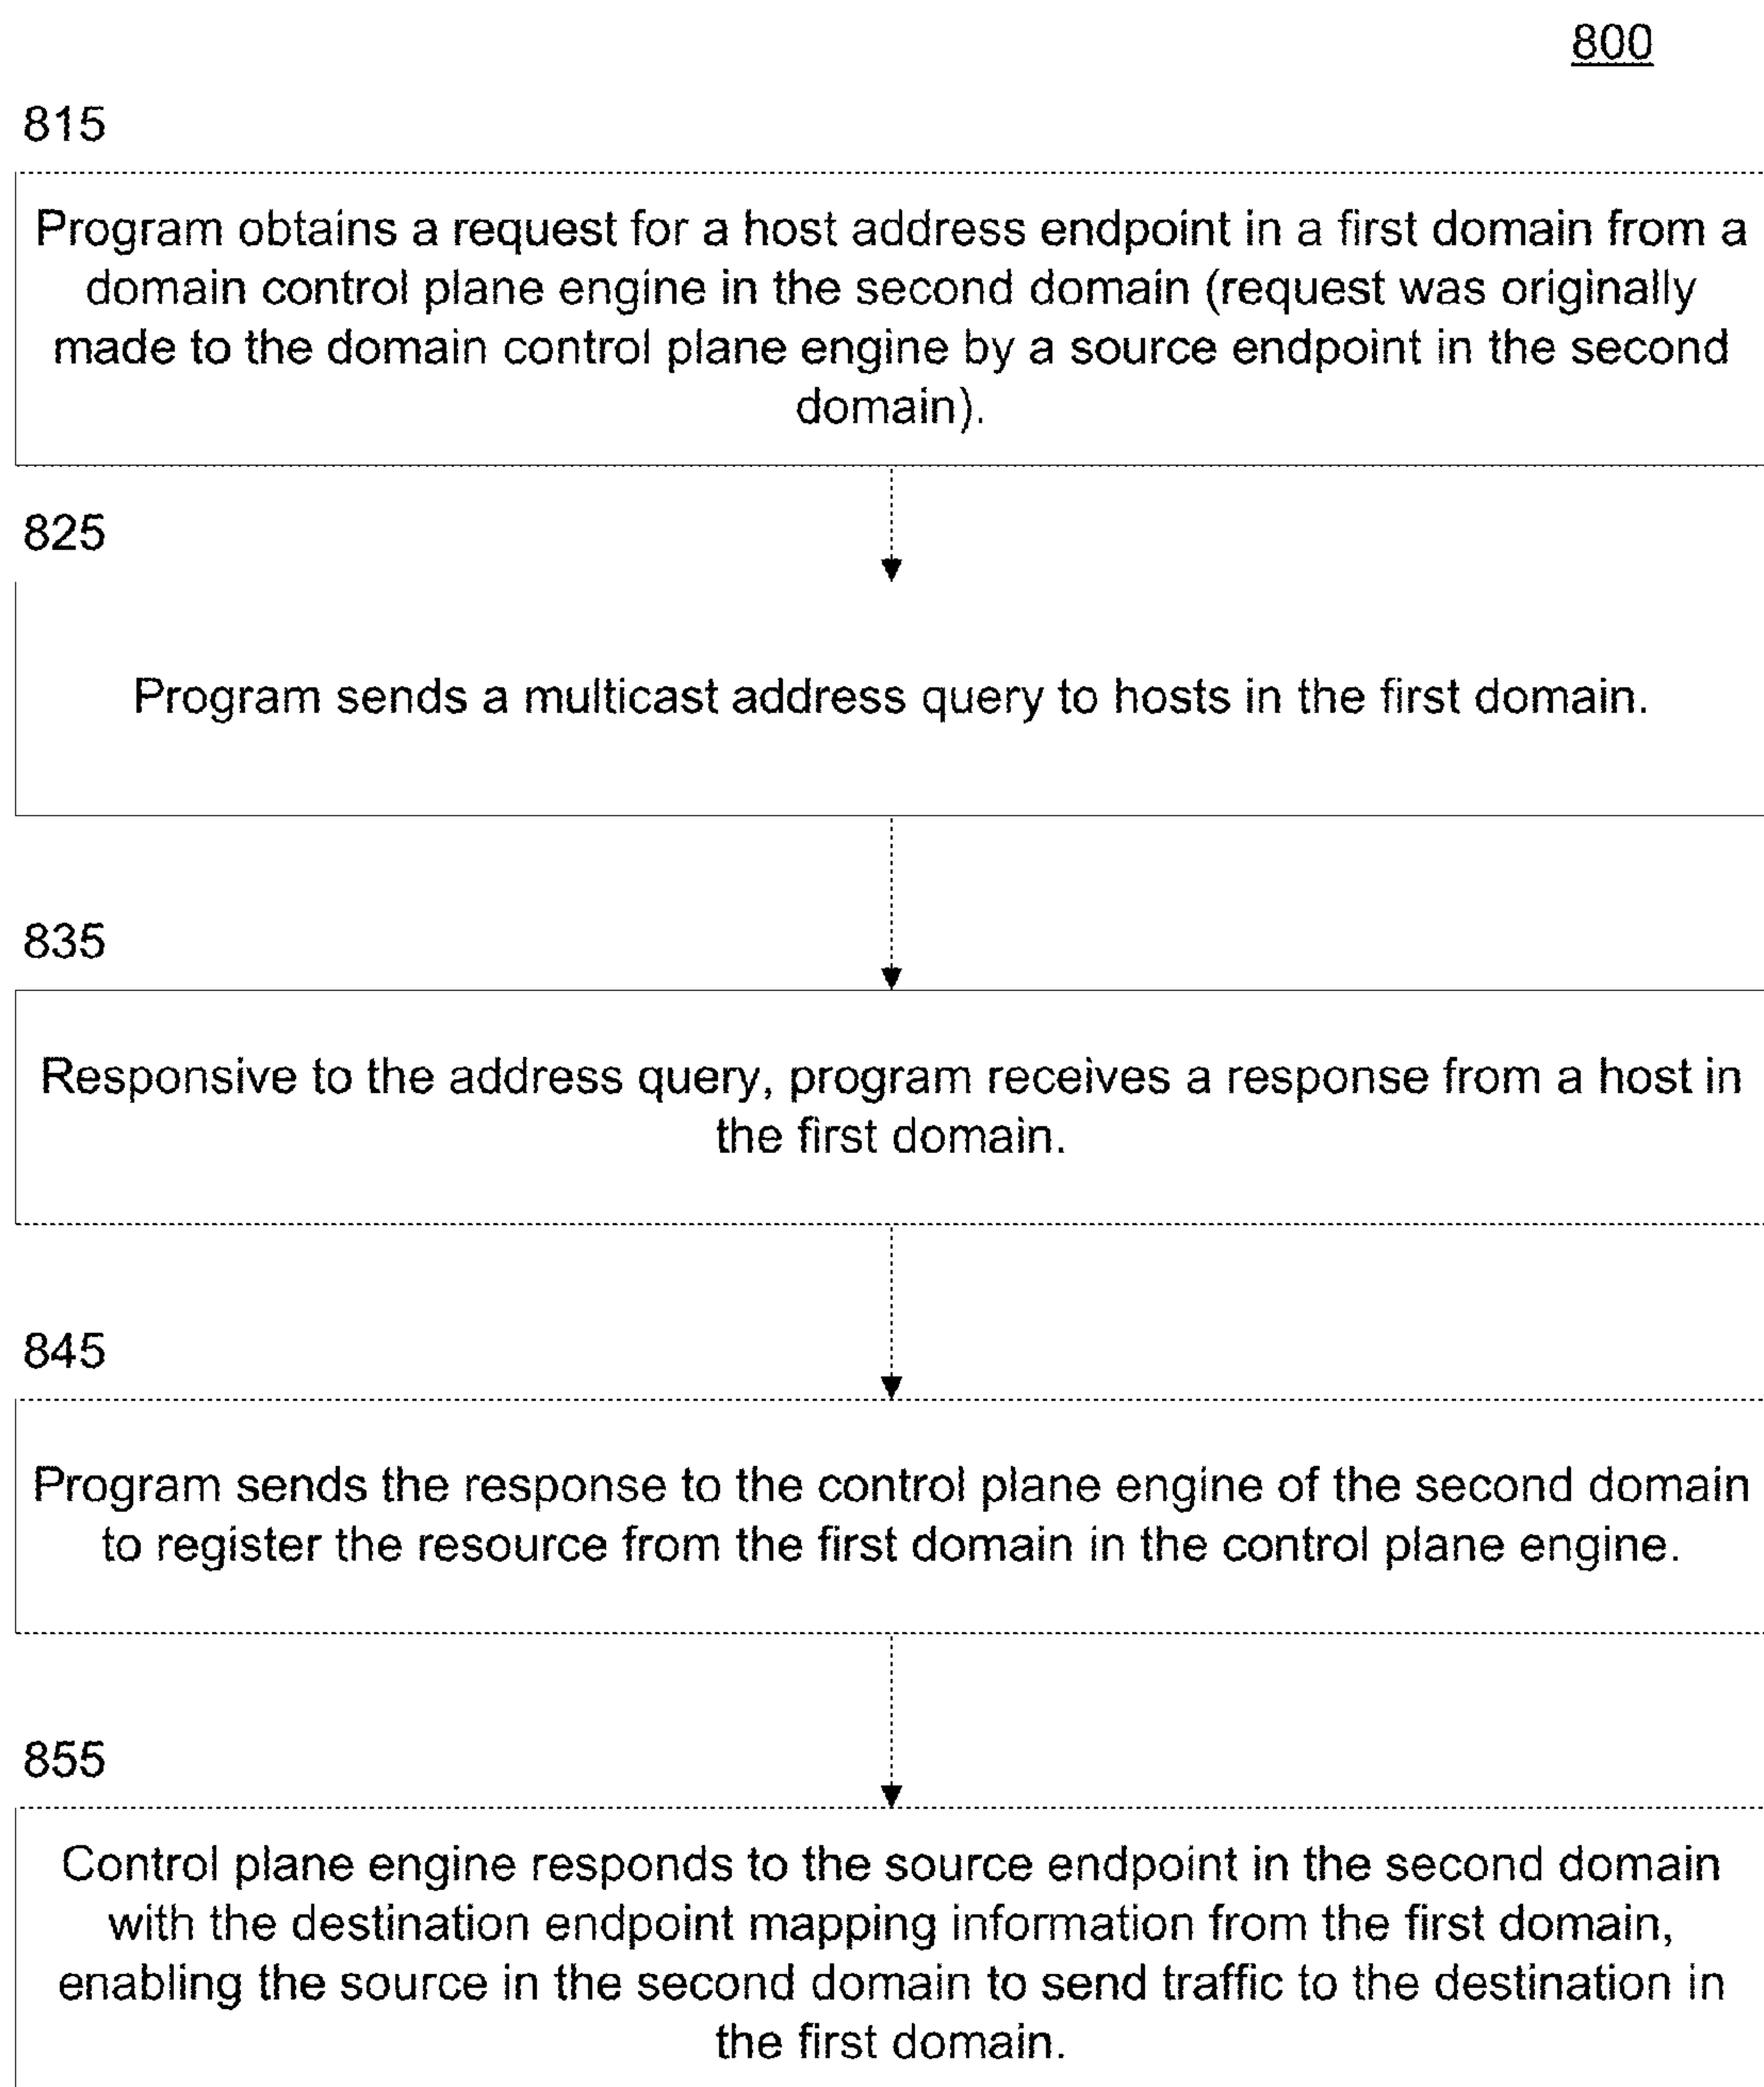 800
815
Program obtains a request for a host address endpoint in a first domain from a
domain control plane engine in the second domain (request was originally
made to the domain control plane engine by a source endpoint in the second
domain).
825
Program sends a multicast address query to hosts in the first domain.
835
Responsive to the address query, program receives a response from a host in
the first domain.
845
Program sends the response to the control plane engine of the second domain
to register the resource from the first domain in the control plane engine.
855
Control plane engine responds to the source endpoint in the second domain
with the destination endpoint mapping information from the first domain,
enabling the source in the second domain to send traffic to the destination in
the first domain.